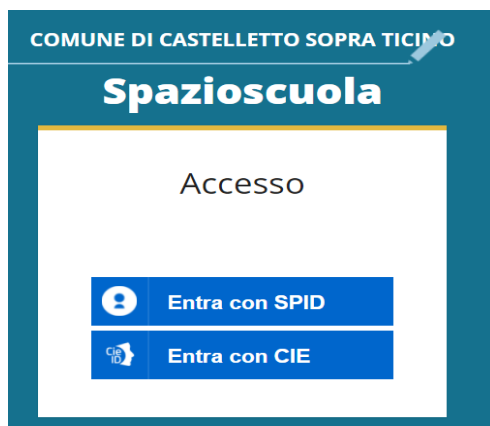 COMUNE DI CASTELLETTO SOPRA TICINO
Spazioscuola
Accesso
Entra con SPID
Cie Entra con CIE
ID